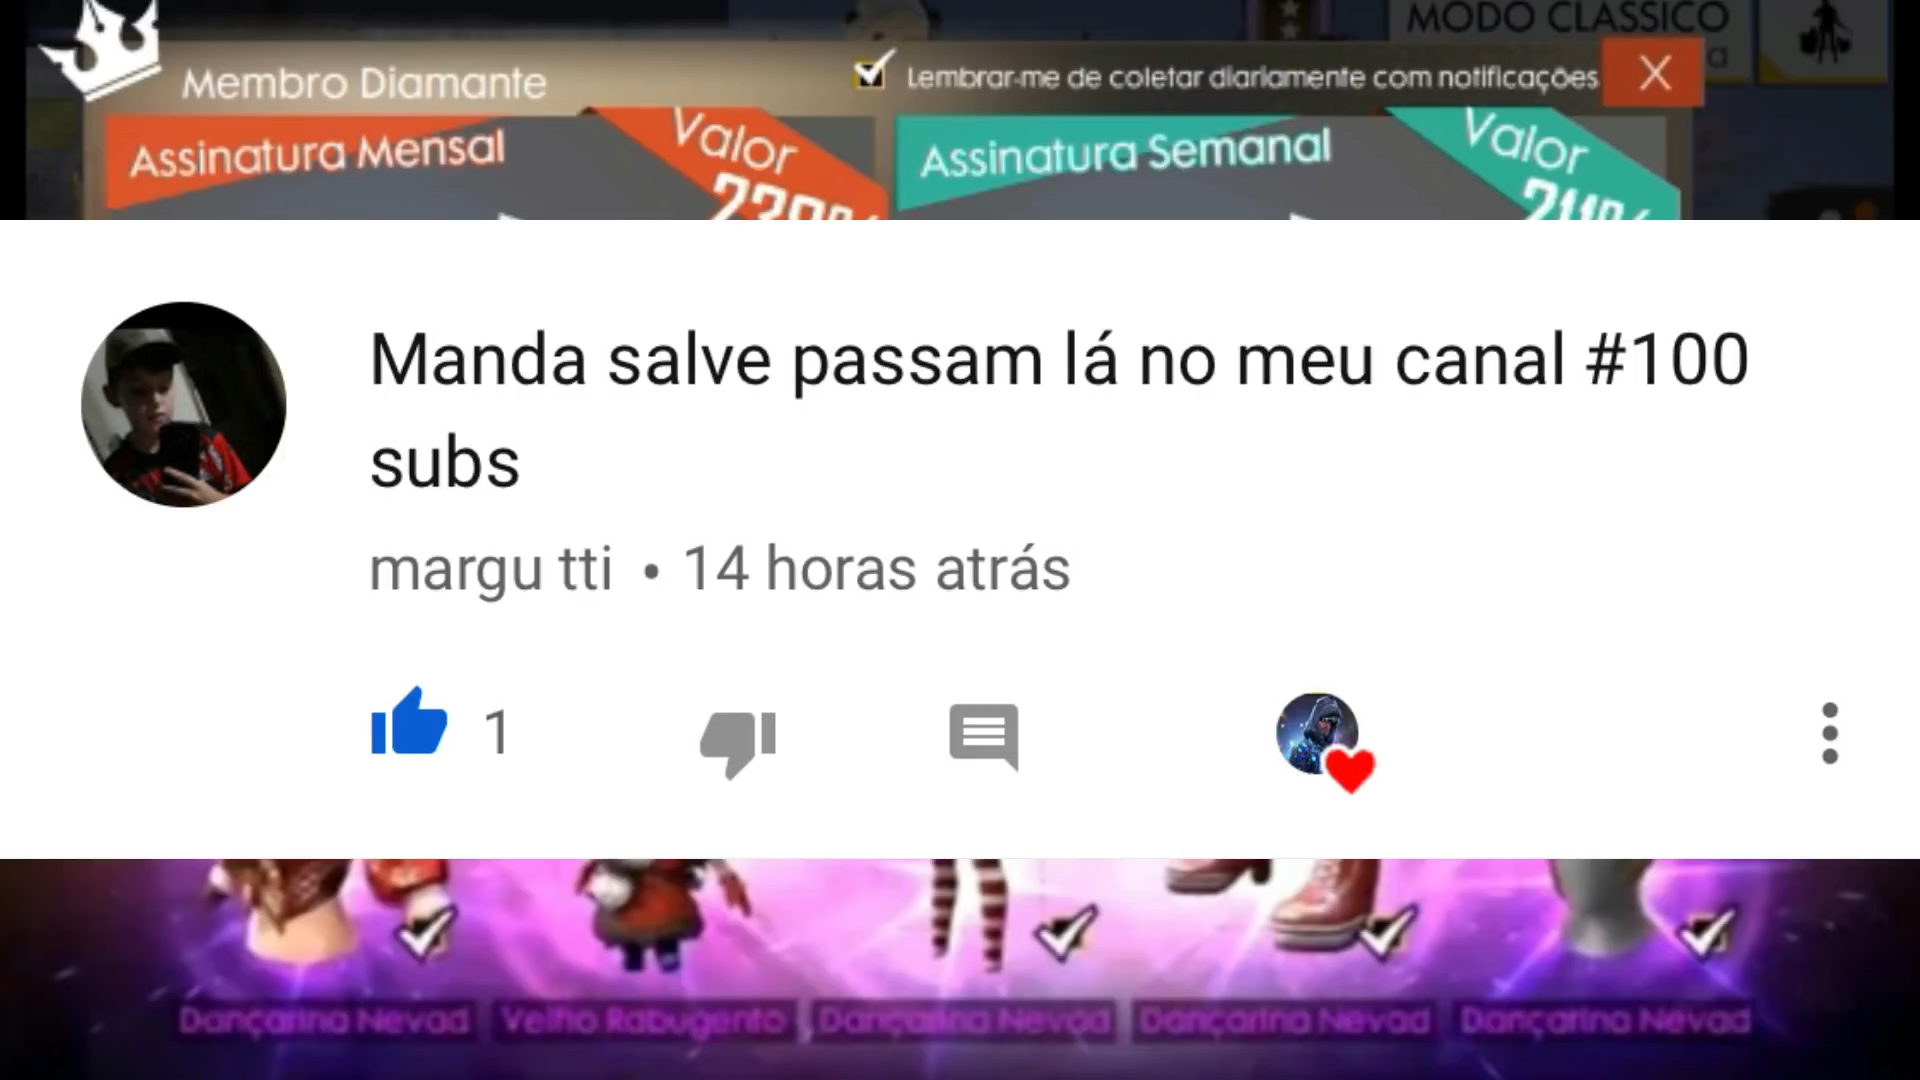 MODO CLÁSSICO
Membro Diamante
Lembrar-me de coletar diariamente com notificações
X
Assinatura Mensal
Valor
Assinatura Semanal
Valor
Manda salve passam lá no meu canal #100
subs
margu tti • 14 horas atrás
1
Dançarina Nevad
Velho Rabugento
Dançarina Nevad
Dançarina Nevad
Dançarina Nevad